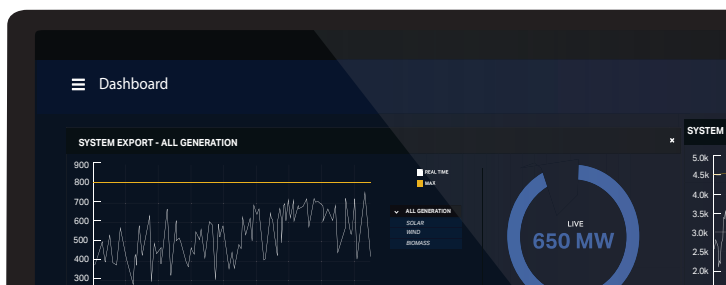 Dashboard
SYSTEM EXPORT - ALL GENERATION
×
SYSTEM
900
800
700
600
500
400
300
REAL TIME
MAX
ALL GENERATION
SOLAR
WIND
BIOMASS
LIVE
650 MW
5.0k
4.5k
4.0k
3.5k
3.0k
2.5k
2.0k